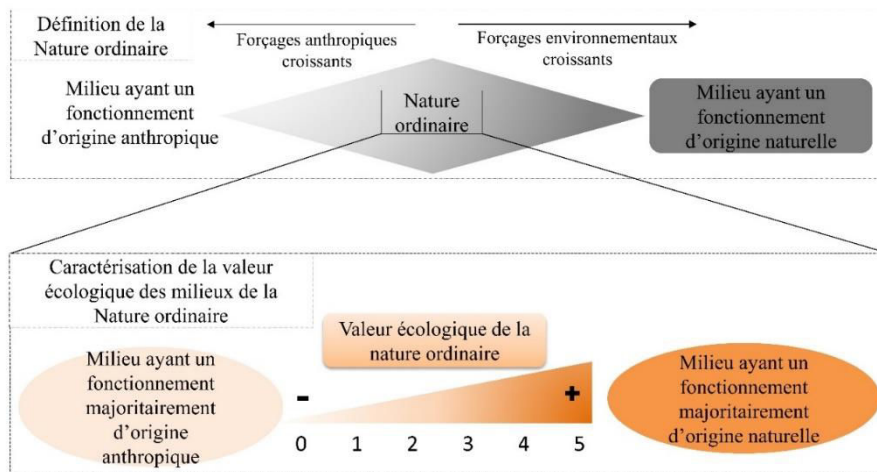 Définition de la
Nature ordinaire
Forçages anthropiques
croissants
Forçages environnementaux
croissants
Milieu ayant un
fonctionnement
d'origine anthropique
Nature
ordinaire
Milieu ayant un
fonctionnement
d'origine naturelle
Caractérisation de la valeur
écologique des milieux de la
Nature ordinaire
Valeur écologique de la
nature ordinaire
Milieu ayant un
fonctionnement
majoritairement
d'origine
anthropique
- +
0 1 2 3 4 5
Milieu ayant un
fonctionnement
majoritairement
d'origine naturelle